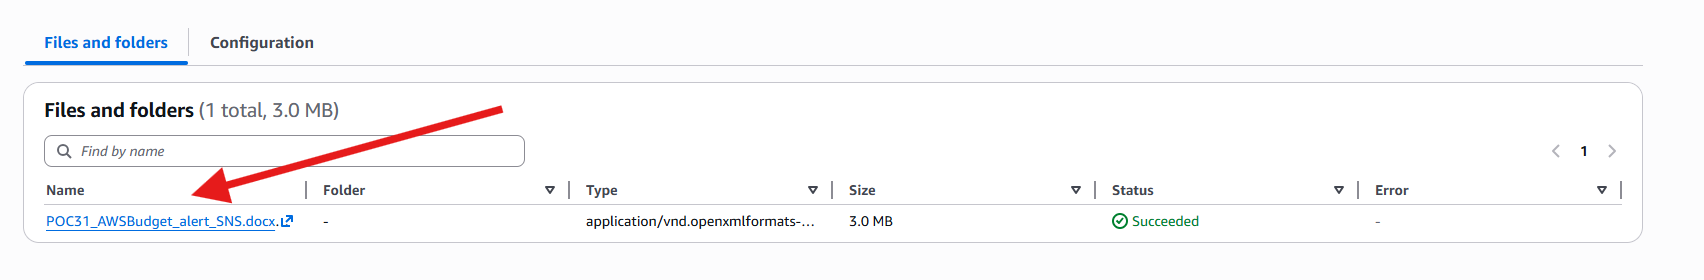 Files and folders Configuration
Files and folders (1 total, 3.0 MB)
Find by name
1
Name Folder Type Size Status Error
POC31_AWSBudget_alert_SNS.docx. - application/vnd.openxmlformats-... 3.0 MB Succeeded -